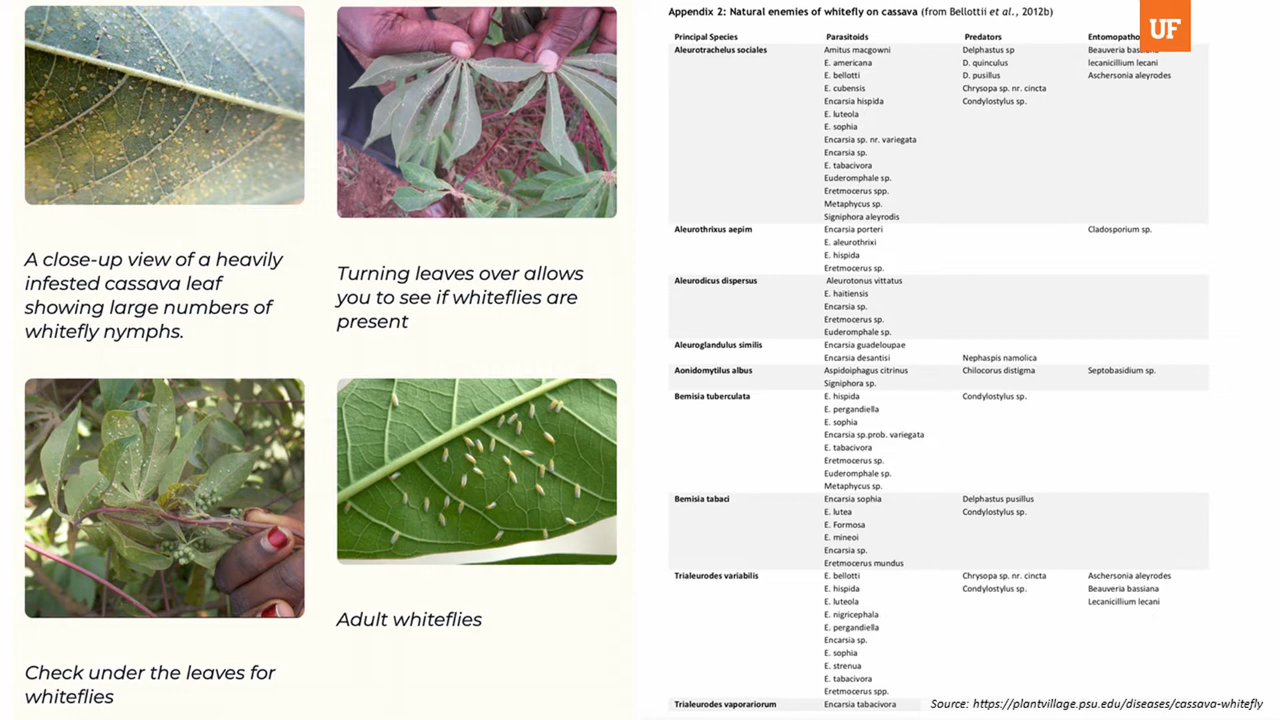 A close-up view of a heavily
infested cassava leaf
showing large numbers of
whitefly nymphs.
Turning leaves over allows
you to see if whiteflies are
present
Check under the leaves for
whiteflies
Adult whiteflies
Appendix 2: Natural enemies of whitefly on cassava (from Bellottii et al., 2012b)
UF
Principal Species Parasitoids Predators
Aleurotrachelus sociales Amitus macgowni Delphastus sp Beauveria
E. americana D. quinculus lecanicillium lecani
E. bellotti D. pusillus Aschersonia aleyrodes
E. cubensis Chrysopa sp. nr. cincta
Encarsia hispida Condylostylus sp.
E. luteola
E. sophia
Encarsia sp. nr. variegata
Encarsia sp.
E. tabacivora
Euderomphale sp.
Eretmocerus spp.
Metaphycus sp.
Signiphora aleyrodis
Aleurothrixus aepim Encarsia porteri Cladosporium sp.
E. aleurothrixi
E. hispida
Eretmocerus sp.
Aleurodicus dispersus Aleurotonus vittatus
E. haitiensis
Encarsia sp.
Eretmocerus sp.
Euderomphale sp.
Aleuroglandulus similis Encarsia guadeloupae
Encarsia desantisi Nephaspis namolica
Aonidomytilus albus Aspidoiphagus citrinus Chilocorus distigma Septobasidium sp.
Signiphora sp.
Bemisia tuberculata E. hispida Condylostylus sp.
E. pergandiella
E. sophia
Encarsia sp.prob. variegata
E. tabacivora
Eretmocerus sp.
Euderomphale sp.
Metaphycus sp.
Bemisia tabaci Encarsia sophia Delphastus pusillus
E. lutea Condylostylus sp.
E. Formosa
E. mineoi
Encarsia sp.
Eretmocerus mundus
Trialeurodes variabilis E. bellotti Chrysopa sp. nr. cincta Aschersonia aleyrodes
E. hispida Condylostylus sp. Beauveria bassiana
E. luteola Lecanicillium lecani
E. nigricephala
E. pergandiella
Encarsia sp.
E. sophia
E. strenua
E. tabacivora
Eretmocerus spp.
Trialeurodes vaporariorum Encarsia tabacivora
Source: https://plantvillage.psu.edu/diseases/cassava-whitefly